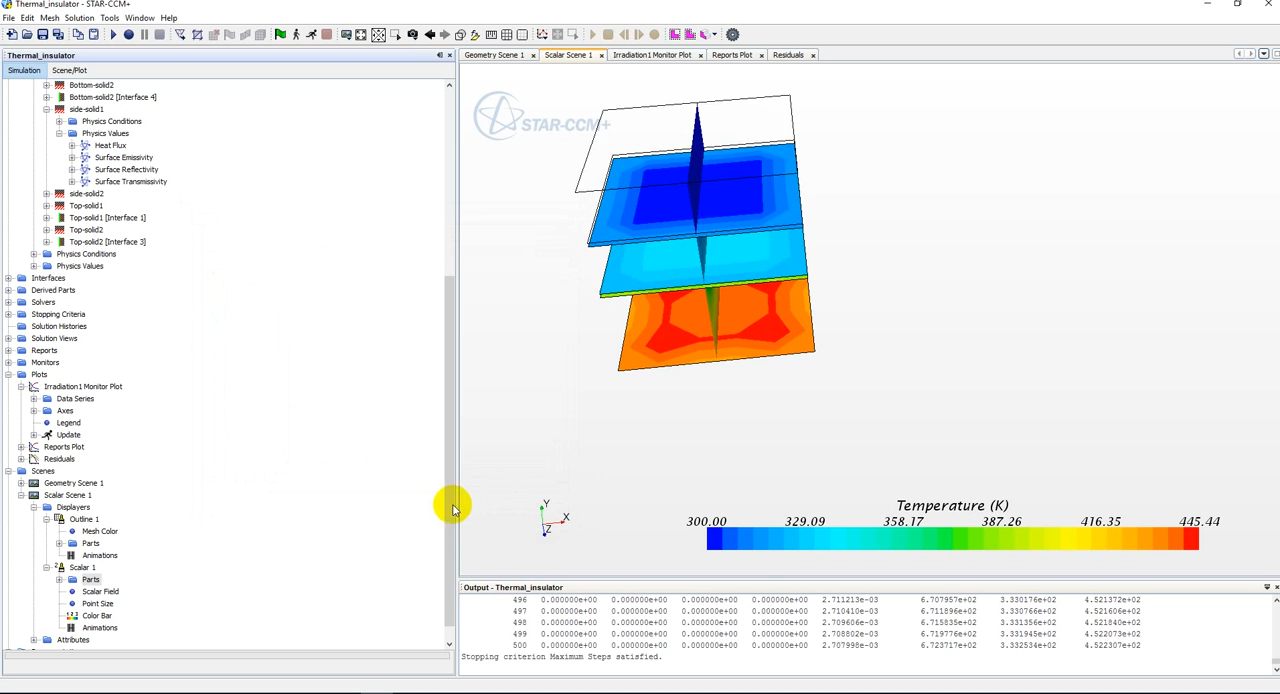 Thermal_insulator - STAR-CCM+
File Edit Mesh Solution Tools Window Help
Thermal_insulator
Simulation Scene/Plot
Bottom-solid2
Bottom-solid2 [Interface 4]
side-solid1
Physics Conditions
Physics Values
Heat Flux
Surface Emissivity
Surface Reflectivity
Surface Transmissivity
side-solid2
Top-solid1
Top-solid1 [Interface 1]
Top-solid2
Top-solid2 [Interface 3]
Physics Conditions
Physics Values
Interfaces
Derived Parts
Solvers
Stopping Criteria
Solution Histories
Solution Views
Reports
Monitors
Plots
Irradiation1 Monitor Plot
Data Series
Axes
Legend
Update
Reports Plot
Residuals
Scenes
Geometry Scene 1
Scalar Scene 1
Displayers
Outline 1
Mesh Color
Parts
Animations
Scalar 1
Parts
Scalar Field
Point Size
Color Bar
Animations
Attributes
Geometry Scene 1 Scalar Scene 1 Irradiation1 Monitor Plot Reports Plot Residuals
STAR-CCM+
Y
X
Z
Temperature (K)
300.00 329.09 358.17 387.26 416.35 445.44
Output - Thermal_insulator
496 0.000000e+00 0.000000e+00 0.000000e+00 0.000000e+00 2.711213e-03 6.707957e+02 3.330176e+02 4.521372e+02
497 0.000000e+00 0.000000e+00 0.000000e+00 0.000000e+00 2.710410e-03 6.711896e+02 3.330766e+02 4.521606e+02
498 0.000000e+00 0.000000e+00 0.000000e+00 0.000000e+00 2.709606e-03 6.715835e+02 3.331356e+02 4.521840e+02
499 0.000000e+00 0.000000e+00 0.000000e+00 0.000000e+00 2.708802e-03 6.719776e+02 3.331945e+02 4.522073e+02
500 0.000000e+00 0.000000e+00 0.000000e+00 0.000000e+00 2.707998e-03 6.723717e+02 3.332534e+02 4.522307e+02
Stopping criterion Maximum Steps satisfied.